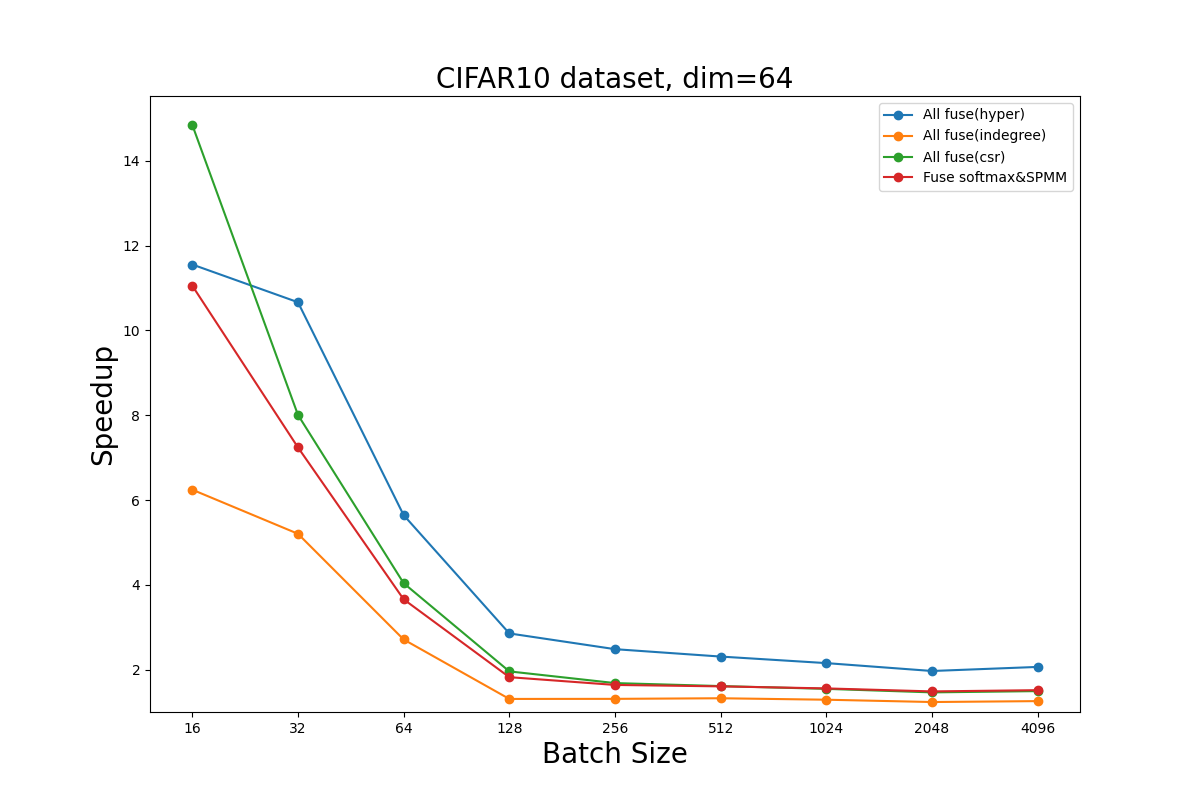 CIFAR10 dataset, dim=64
All fuse(hyper)
All fuse(indegree)
All fuse(csr)
Fuse softmax&SPMM
Speedup
14
12
10
8
6
4
2
16 32 64 128 256 512 1024 2048 4096
Batch Size